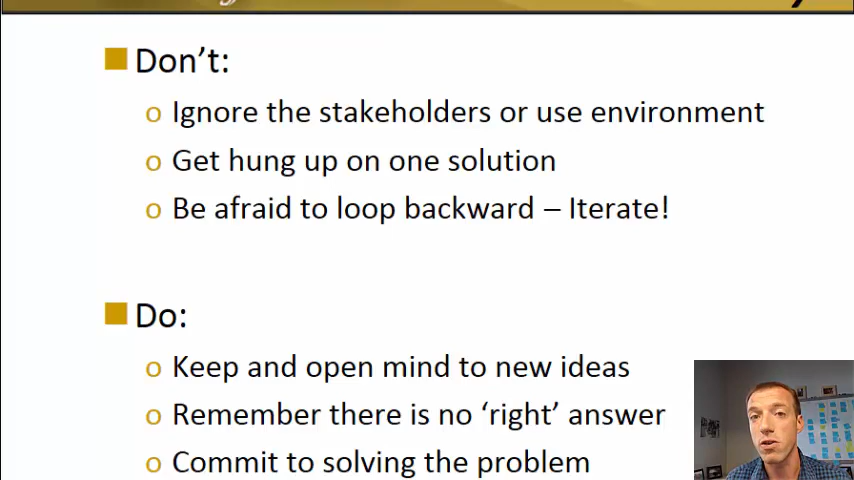 Don't:
o Ignore the stakeholders or use environment
o Get hung up on one solution
o Be afraid to loop backward – Iterate!
Do:
o Keep and open mind to new ideas
o Remember there is no ‘right’ answer
o Commit to solving the problem